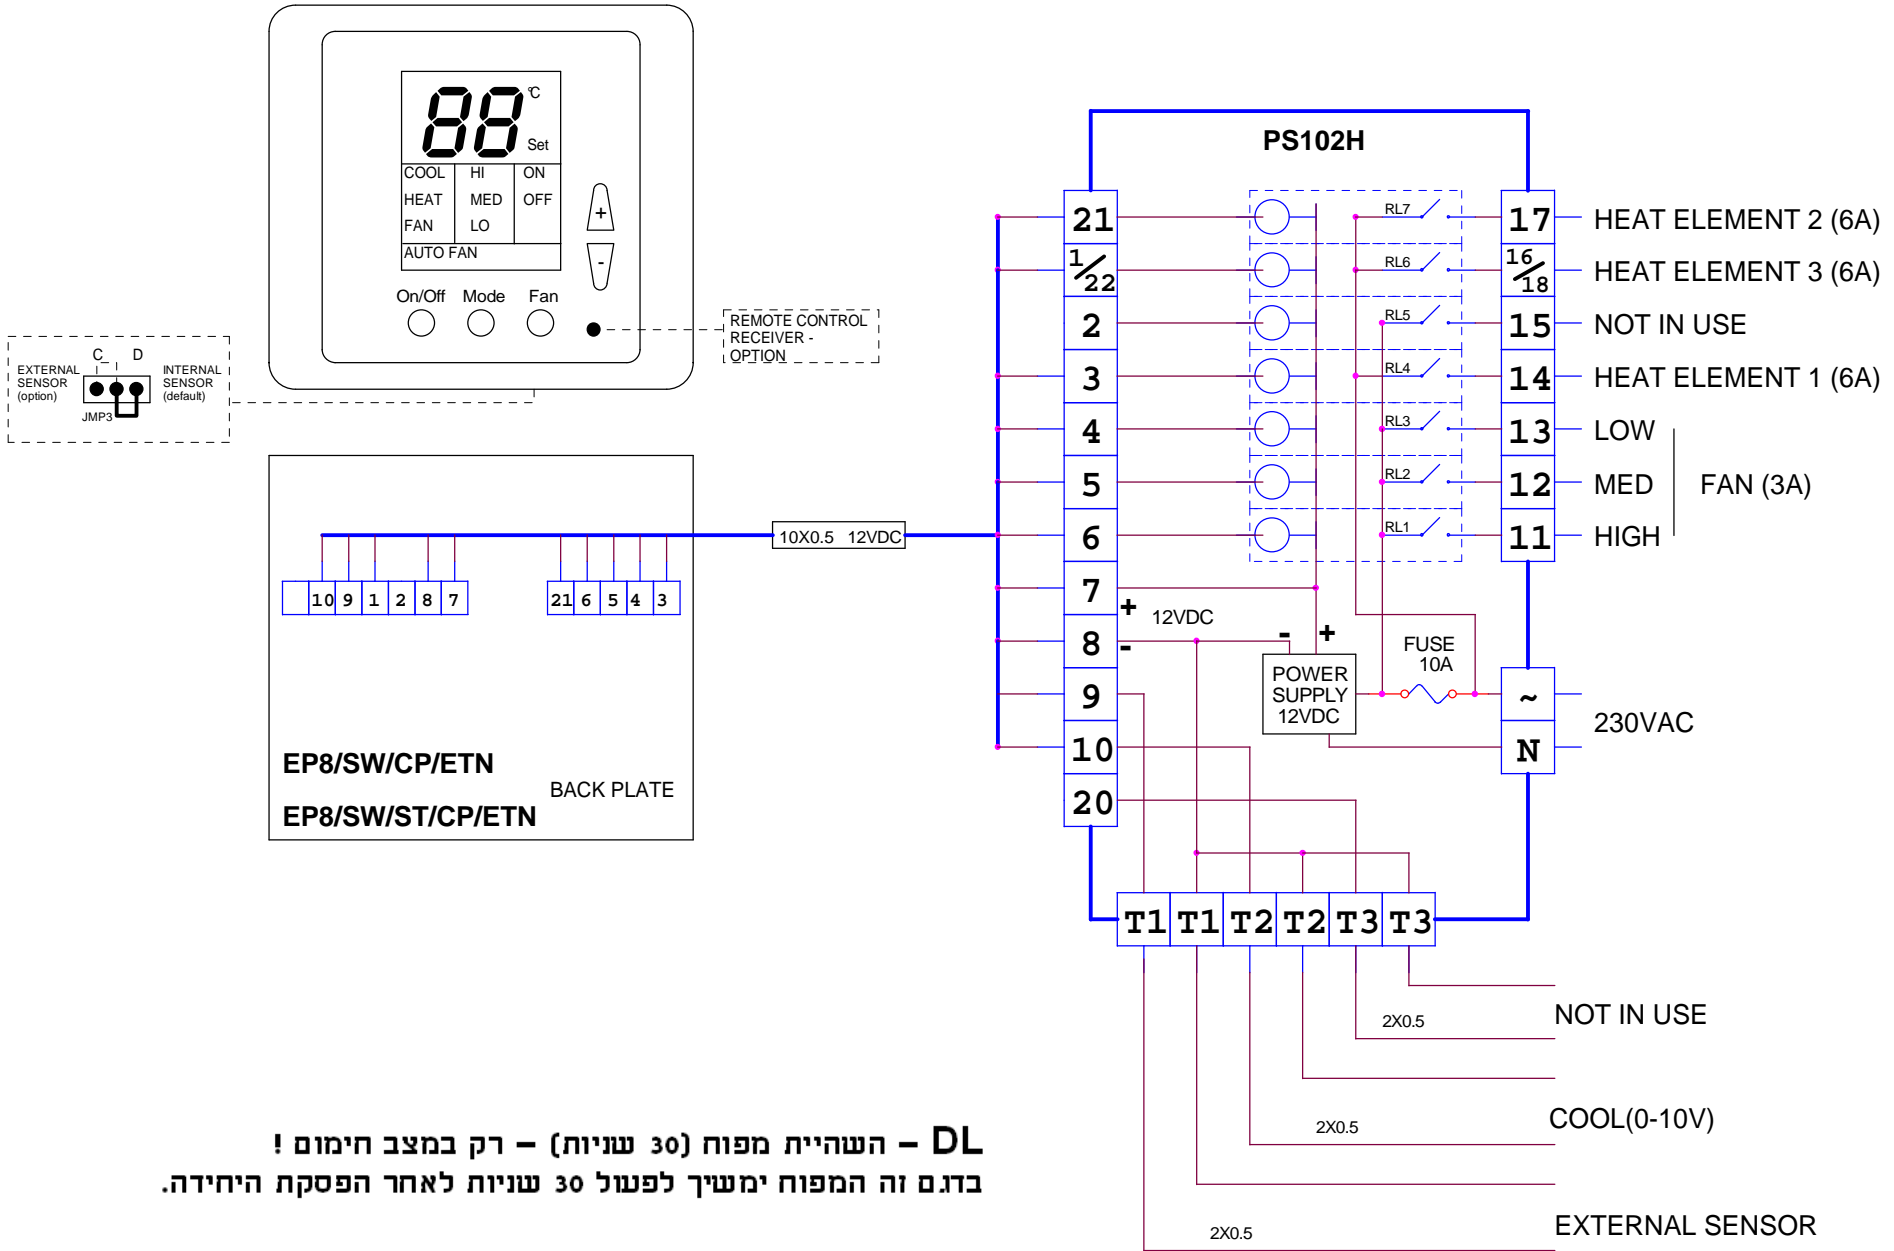 88 °C
Set
COOL HI ON
HEAT MED OFF
FAN LO
AUTO FAN
+
-
On/Off Mode Fan
REMOTE CONTROL
RECEIVER -
OPTION
C D
EXTERNAL
SENSOR
(option)
INTERNAL
SENSOR
(default)
JMP3
10X0.5 12VDC
10 9 1 2 8 7
21 6 5 4 3
EP8/SW/CP/ETN
BACK PLATE
EP8/SW/ST/CP/ETN
PS102H
21 RL7 17 HEAT ELEMENT 2 (6A)
1/22 RL6 16/18 HEAT ELEMENT 3 (6A)
2 RL5 15 NOT IN USE
3 RL4 14 HEAT ELEMENT 1 (6A)
4 RL3 13 LOW
5 RL2 12 MED FAN (3A)
6 RL1 11 HIGH
7
+ 12VDC
8 -
- +
POWER
SUPPLY
12VDC
FUSE
10A
9 ~
230VAC
10 N
20
T1 T1 T2 T2 T3 T3
NOT IN USE
2X0.5
COOL(0-10V)
2X0.5
EXTERNAL SENSOR
2X0.5
DL – השהיית מפוח (30 שניות) – רק במצב חימום !
בדגם זה המפוח ימשיך לפעול 30 שניות לאחר הפסקת היחידה.